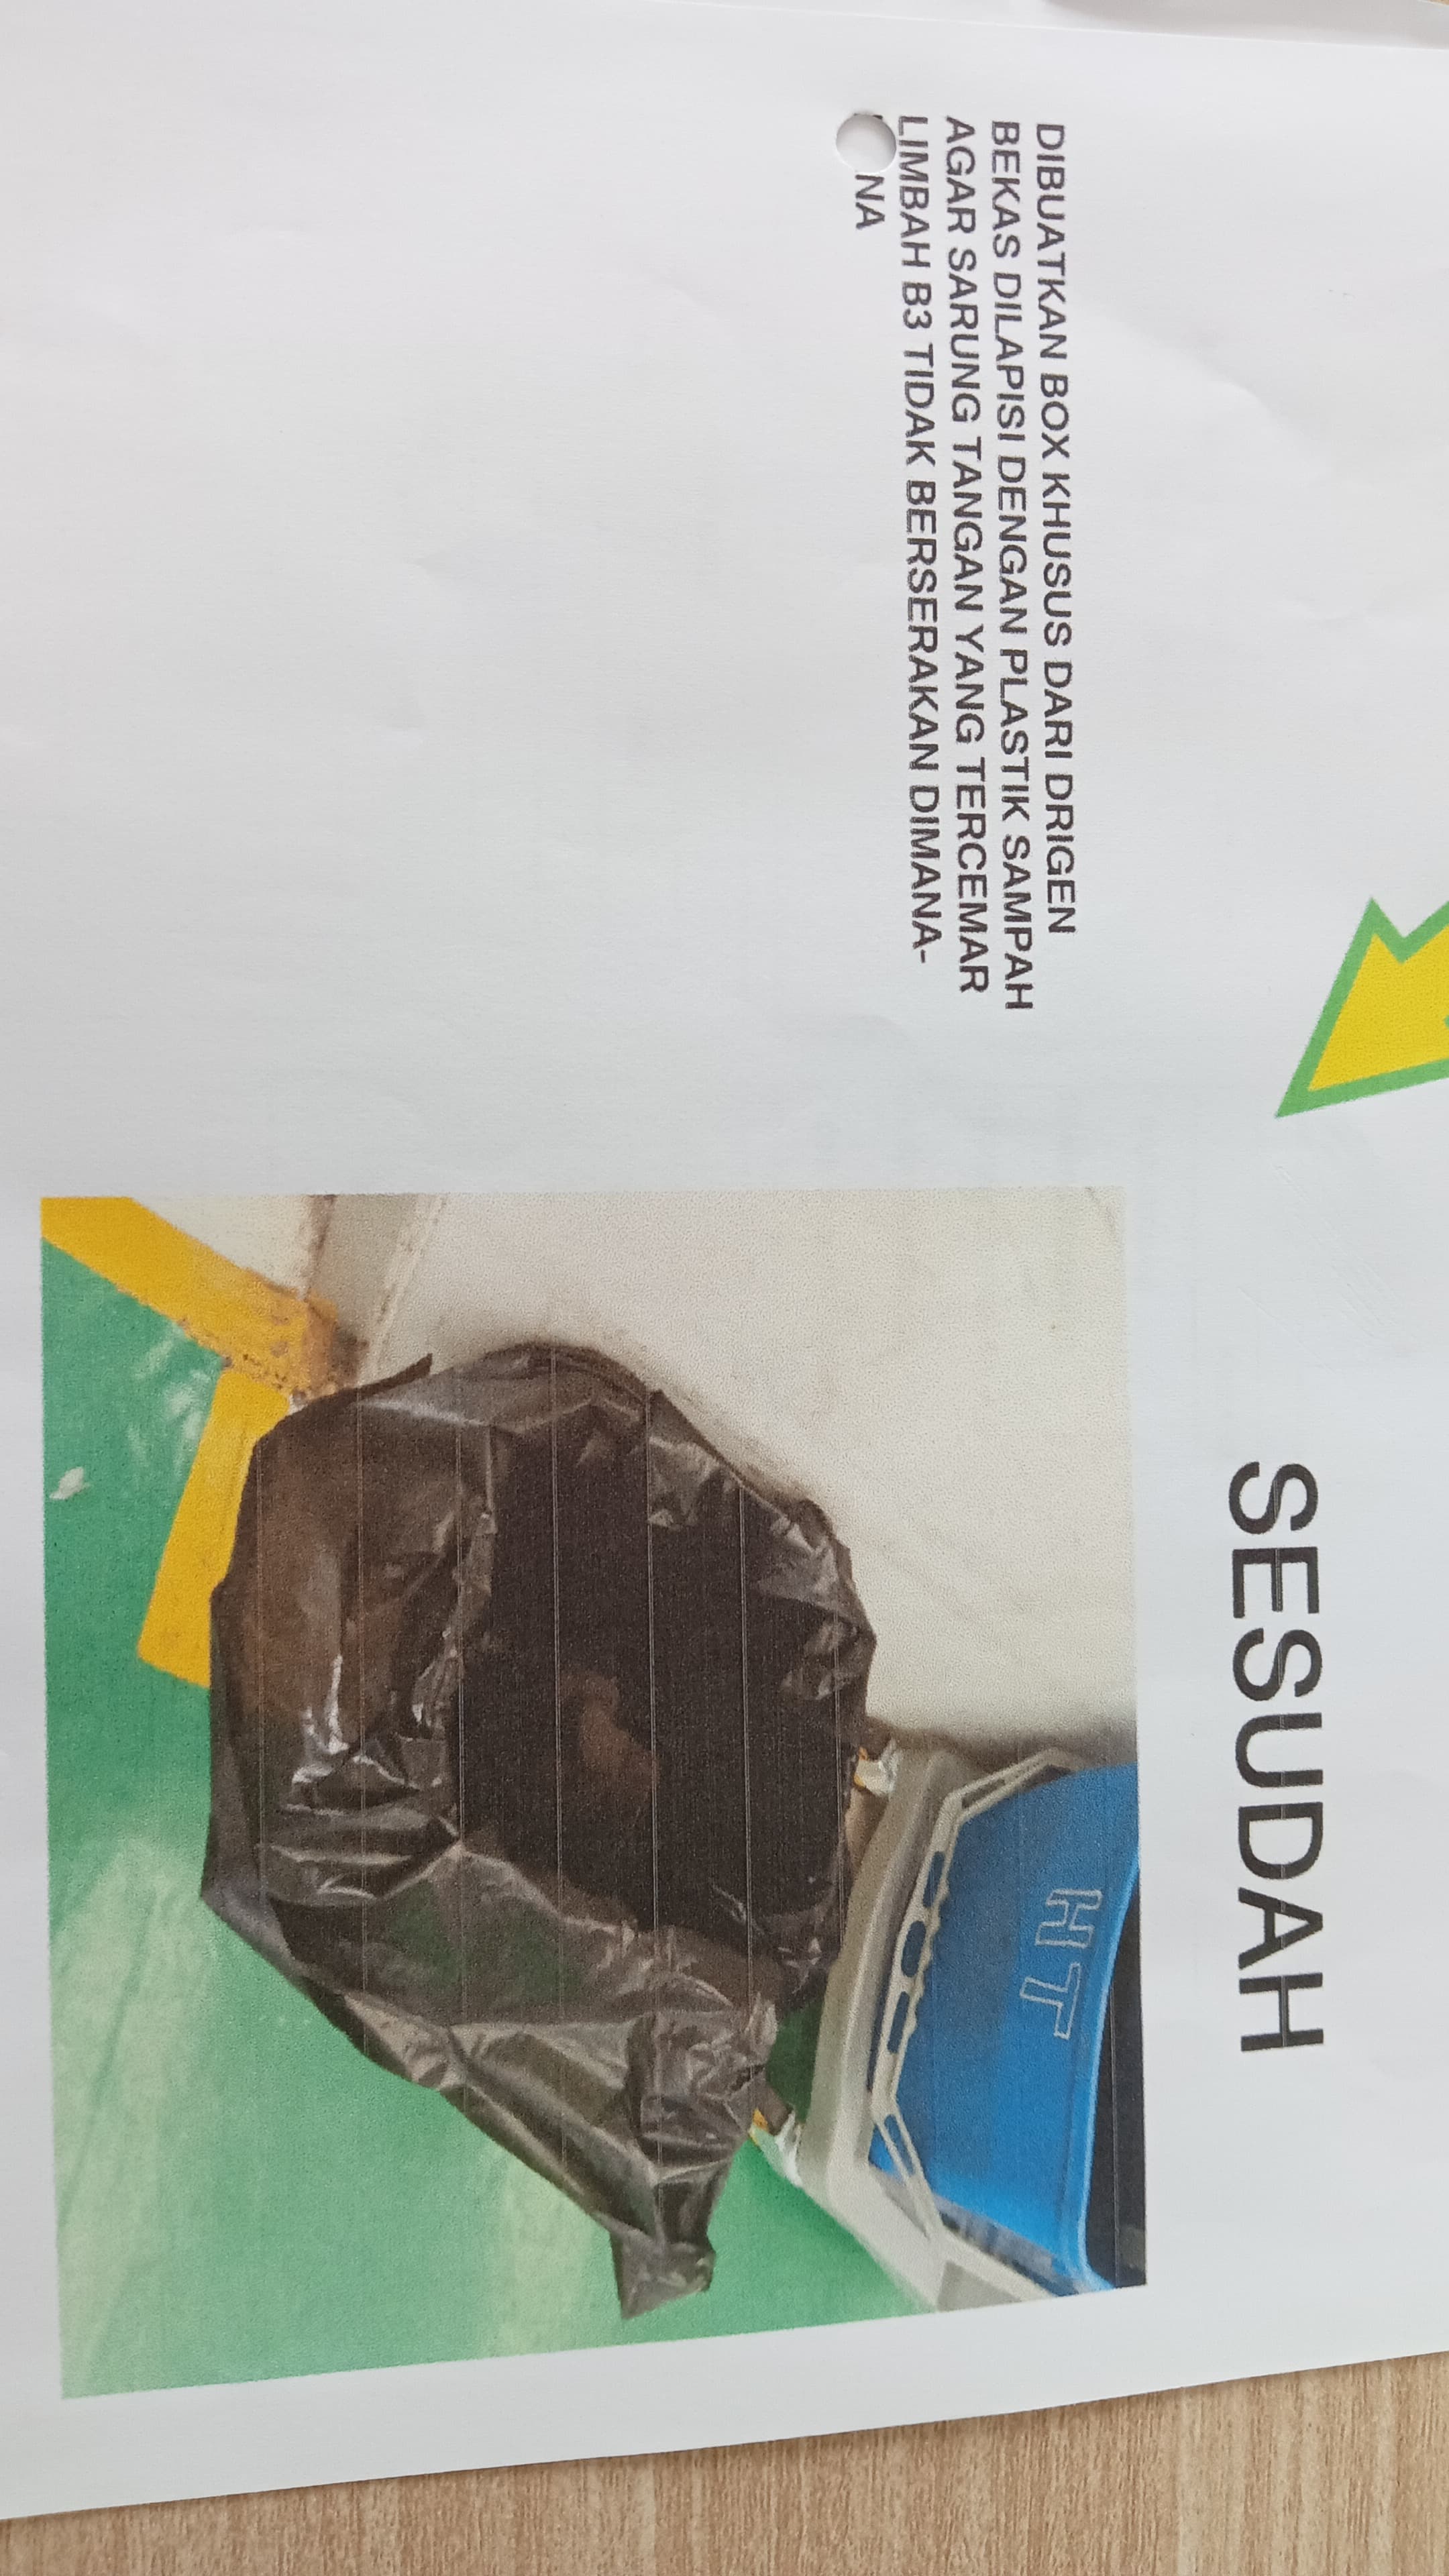 SESUDAH
DIBUATKAN BOX KHUSUS DARI DRIGEN
BEKAS DILAPISI DENGAN PLASTIK SAMPAH
AGAR SARUNG TANGAN YANG TERCEMAR
LIMBAH B3 TIDAK BERSERAKAN DIMANA-
NA
HT